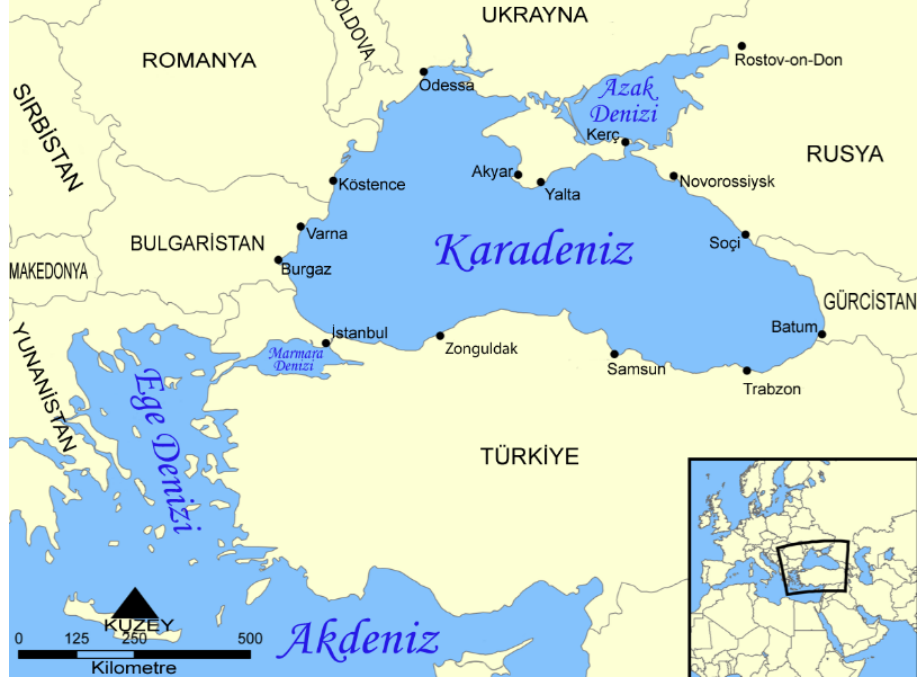 UKRAYNA
MOLDOVA
ROMANYA
Rostov-on-Don
Odessa
Azak
Denizi
SIRBİSTAN
Kerç
RUSYA
Akyar
Novorossiysk
Köstence
Yalta
Varna
Soçi
BULGARİSTAN
Karadeniz
MAKEDONYA
Burgaz
GÜRCİSTAN
İstanbul
Batum
Marmara
Denizi
Zonguldak
Samsun
YUNANİSTAN
Trabzon
Ege Denizi
TÜRKİYE
KUZEY
0 125 250 500
Kilometre
Akdeniz